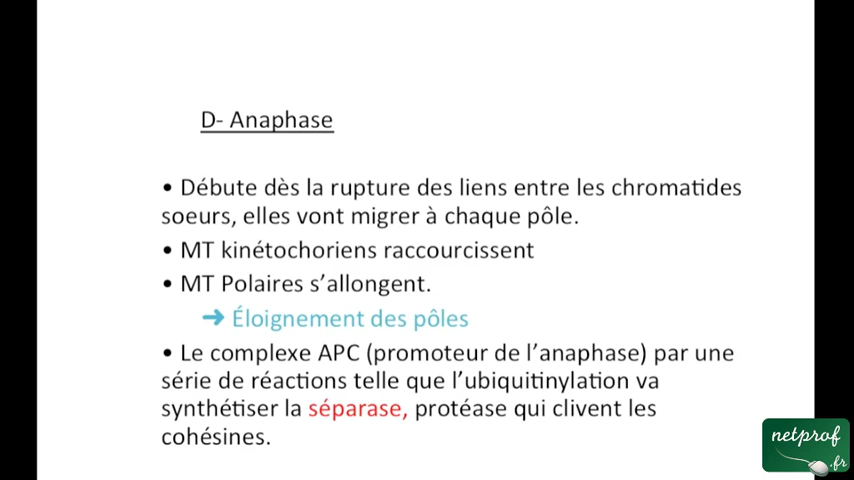 D- Anaphase
• Débute dès la rupture des liens entre les chromatides
soeurs, elles vont migrer à chaque pôle.
• MT kinétochoriens raccourcissent
• MT Polaires s’allongent.
➜ Éloignement des pôles
• Le complexe APC (promoteur de l’anaphase) par une
série de réactions telle que l’ubiquitinylation va
synthétiser la séparase, protéase qui clivent les
cohésines.
netprof
.fr